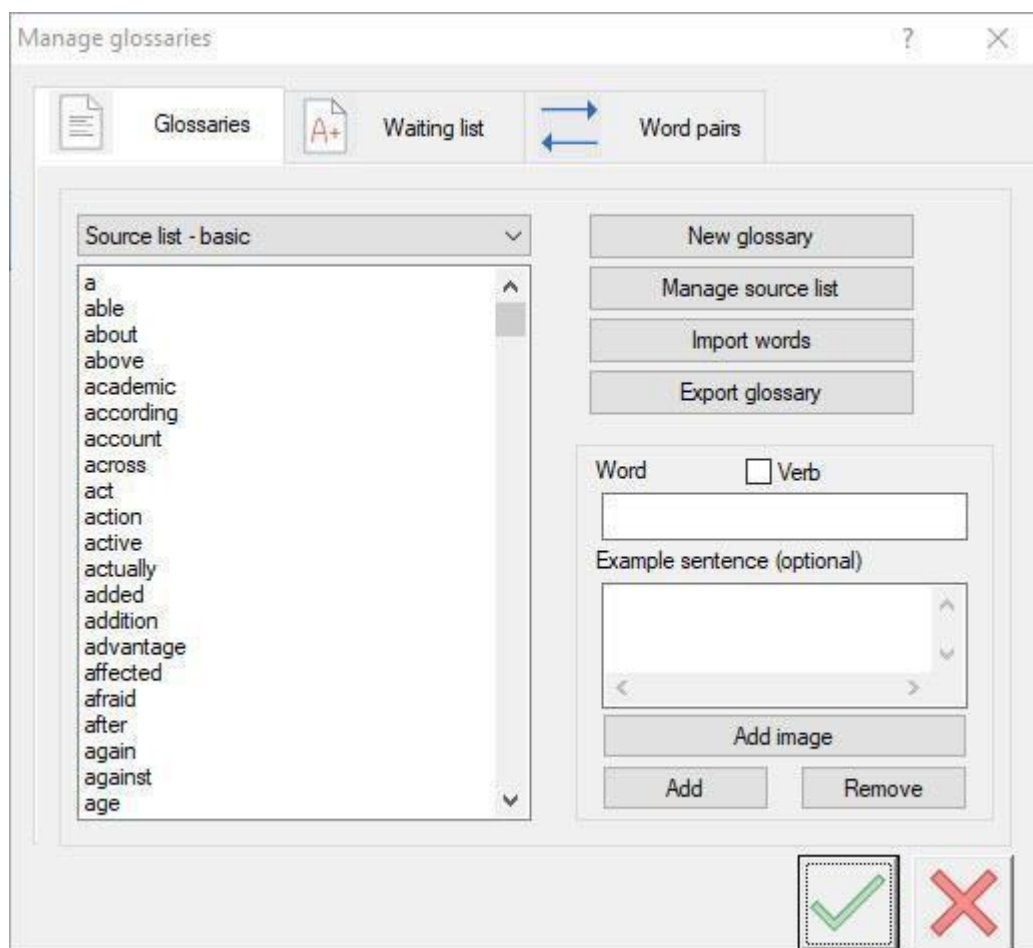 Manage glossaries
?
Glossaries
A+
Waiting list
Word pairs
Source list - basic
a
able
about
above
academic
according
account
across
act
action
active
actually
added
addition
advantage
affected
afraid
after
again
against
age
New glossary
Manage source list
Import words
Export glossary
Word
Verb
Example sentence (optional)
Add image
Add
Remove